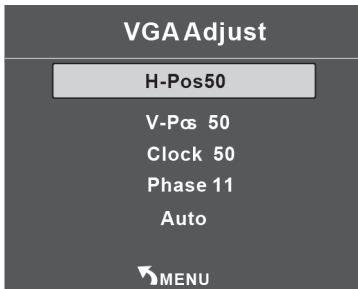 VGA Adjust
H-Pos50
V-Pos 50
Clock 50
Phase 11
Auto
MENU